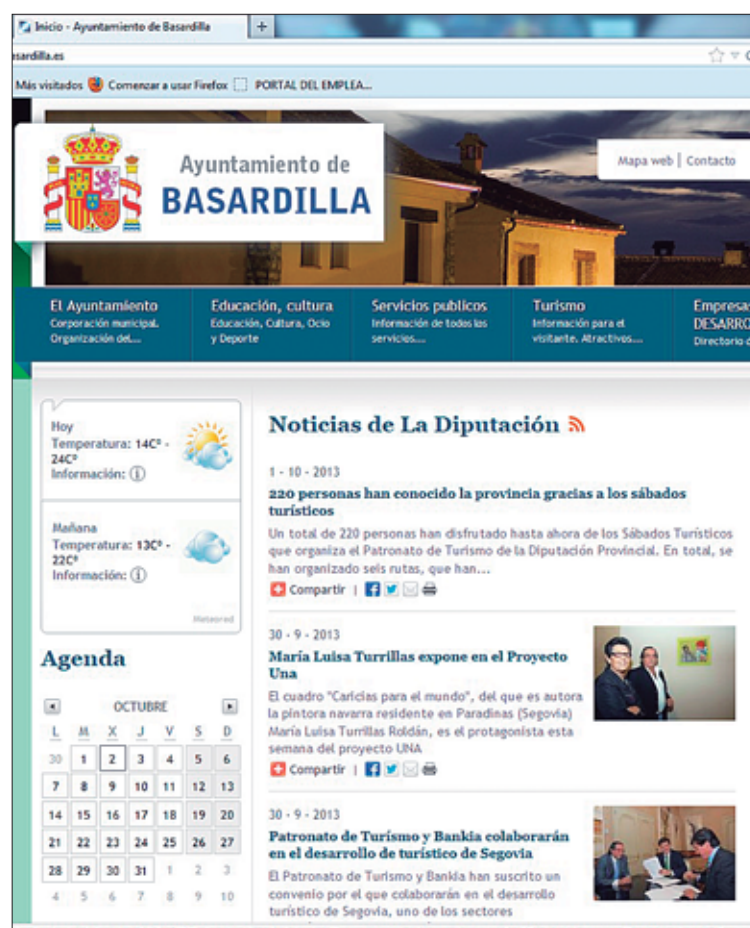 Inicio - Ayuntamiento de Basardilla
+
asardilla.es
Más visitados Comenzar a usar Firefox PORTAL DEL EMPLEA...
Mapa web | Contacto
Ayuntamiento de
BASARDILLA
El Ayuntamiento
Corporación municipal.
Organización del....
Educación, cultura
Educación, Cultura, Ocio
y Deporte
Servicios publicos
Información de todos los
servicios....
Turismo
Información para el
visitante. Atractivos....
Empresas
DESARRO
Directorio d
Hoy
Temperatura: 14Cº -
24Cº
Información:
Mañana
Temperatura: 13Cº -
22Cº
Información:
Meteored
Agenda
OCTUBRE
L M X J V S D
30 1 2 3 4 5 6
7 8 9 10 11 12 13
14 15 16 17 18 19 20
21 22 23 24 25 26 27
28 29 30 31 1 2 3
4 5 6 7 8 9 10
Noticias de La Diputación
1 - 10 - 2013
220 personas han conocido la provincia gracias a los sábados
turísticos
Un total de 220 personas han disfrutado hasta ahora de los Sábados Turísticos
que organiza el Patronato de Turismo de la Diputación Provincial. En total, se
han organizado seis rutas, que han...
Compartir |
30 - 9 - 2013
María Luisa Turrillas expone en el Proyecto
Una
El cuadro "Caricias para el mundo", del que es autora
la pintora navarra residente en Paradinas (Segovia)
María Luisa Turrillas Roldán, es el protagonista esta
semana del proyecto UNA
Compartir |
30 - 9 - 2013
Patronato de Turismo y Bankia colaborarán
en el desarrollo de turístico de Segovia
El Patronato de Turismo y Bankia han suscrito un
convenio por el que colaborarán en el desarrollo
turístico de Segovia, uno de los sectores